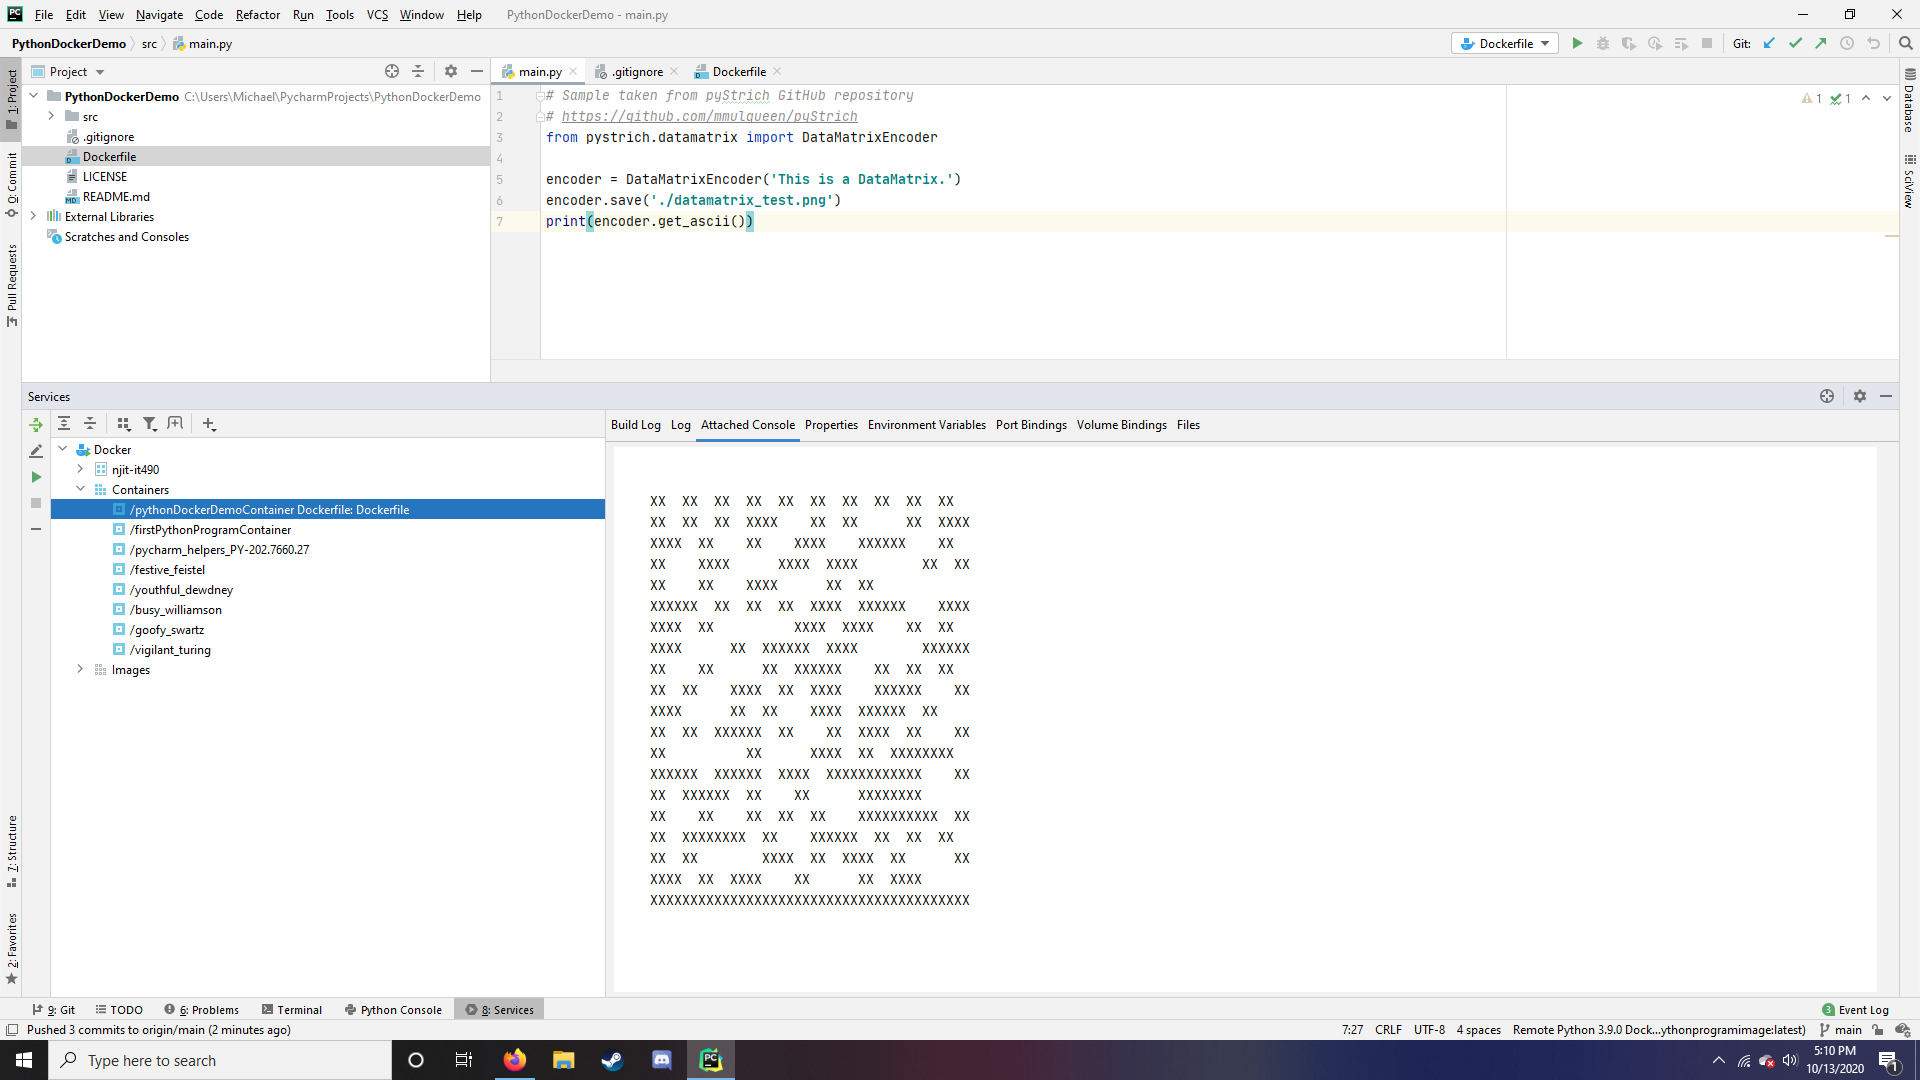 File Edit View Navigate Code Refactor Run Tools VCS Window Help PythonDockerDemo - main.py
PythonDockerDemo src main.py Dockerfile Git:
1: Project
0: Commit
Pull Requests
7: Structure
2: Favorites
Project
PythonDockerDemo C:\Users\Michael\PycharmProjects\PythonDockerDemo
src
.gitignore
Dockerfile
LICENSE
README.md
External Libraries
Scratches and Consoles
main.py .gitignore Dockerfile
1 # Sample taken from pyStrich GitHub repository
2 # https://github.com/mmulqueen/pyStrich
3 from pystrich.datamatrix import DataMatrixEncoder
4
5 encoder = DataMatrixEncoder('This is a DataMatrix.')
6 encoder.save('./datamatrix_test.png')
7 print(encoder.get_ascii())
1 1
Database
SciView
Services
Docker
njit-it490
Containers
/pythonDockerDemoContainer Dockerfile: Dockerfile
/firstPythonProgramContainer
/pycharm_helpers_PY-202.7660.27
/festive_feistel
/youthful_dewdney
/busy_williamson
/goofy_swartz
/vigilant_turing
Images
Build Log Log Attached Console Properties Environment Variables Port Bindings Volume Bindings Files
XX  XX  XX  XX  XX  XX  XX  XX  XX  XX
XX  XX  XX  XXXX    XX  XX      XX  XXXX
XXXX  XX    XX    XXXX    XXXXXX    XX
XX    XXXX      XXXX  XXXX        XX  XX
XX    XX    XXXX      XX  XX
XXXXXX  XX  XX  XX  XXXX  XXXXXX    XXXX
XXXX  XX          XXXX  XXXX    XX  XX
XXXX      XX  XXXXXX  XXXX        XXXXXX
XX    XX      XX  XXXXXX    XX  XX  XX
XX  XX    XXXX  XX  XXXX    XXXXXX    XX
XXXX      XX  XX    XXXX  XXXXXX  XX
XX  XX  XXXXXX  XX    XX  XXXX  XX    XX
XX          XX      XXXX  XX  XXXXXXXX
XXXXXX  XXXXXX  XXXX  XXXXXXXXXXXX    XX
XX  XXXXXX  XX    XX      XXXXXXXX
XX    XX    XX  XX  XX    XXXXXXXXXX  XX
XX  XXXXXXXX  XX    XXXXXX  XX  XX  XX
XX  XX        XXXX  XX  XXXX  XX      XX
XXXX  XX  XXXX    XX      XX  XXXX
XXXXXXXXXXXXXXXXXXXXXXXXXXXXXXXXXXXXXXXX
9: Git TODO 6: Problems Terminal Python Console 8: Services 3 Event Log
Pushed 3 commits to origin/main (2 minutes ago) 7:27 CRLF UTF-8 4 spaces Remote Python 3.9.0 Dock...ythonprogramimage:latest) main
Type here to search
5:10 PM
10/13/2020
1